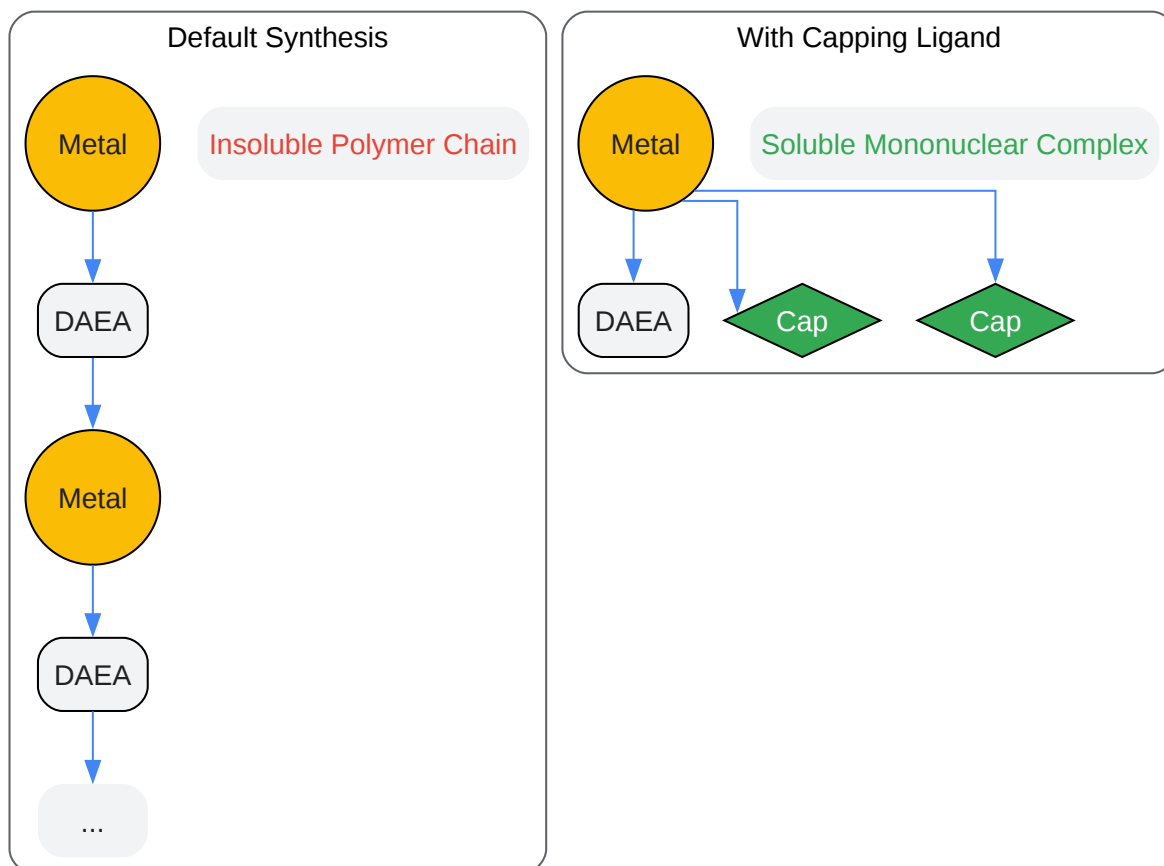 Default Synthesis
Metal
Insoluble Polymer Chain
DAEA
Metal
DAEA
...
With Capping Ligand
Metal
Soluble Mononuclear Complex
DAEA
Cap
Cap